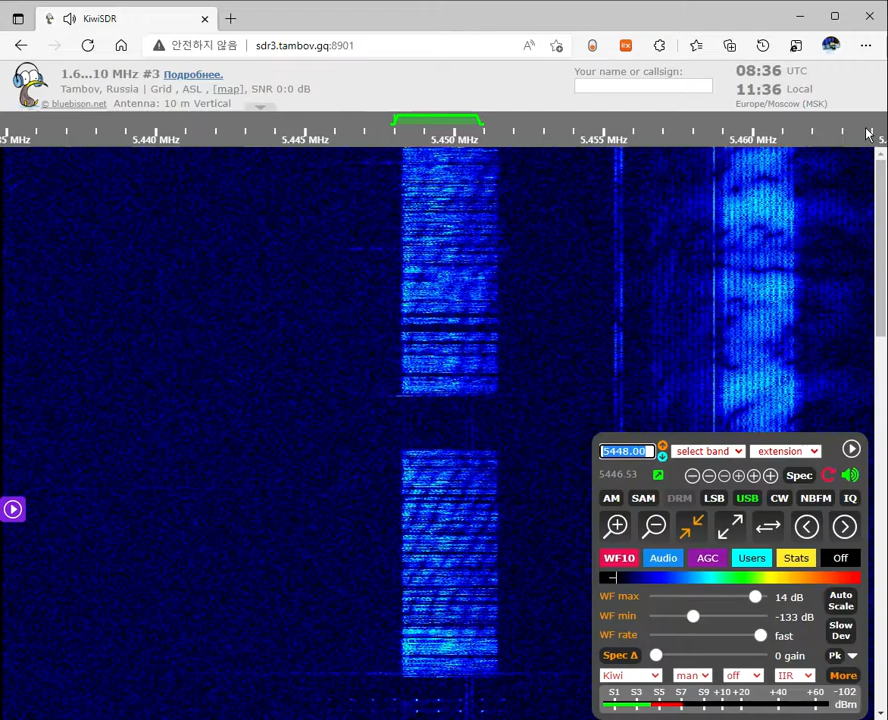 KiwiSDR
안전하지 않음
sdr3.tambov.gq:8901
1.6...10 MHz #3 Подробнее.
Tambov, Russia | Grid , ASL , [map], SNR 0:0 dB
© bluebison.net Antenna: 10 m Vertical
Your name or callsign:
08:36 UTC
11:36 Local
Europe/Moscow (MSK)
5.440 MHz
5.445 MHz
5.450 MHz
5.455 MHz
5.460 MHz
5448.00
select band
extension
5446.53
Spec
AM SAM DRM LSB USB CW NBFM IQ
WF10 Audio AGC Users Stats Off
WF max 14 dB
Auto Scale
WF min -133 dB
WF rate fast
Slow Dev
Spec Δ 0 gain Pk
Kiwi man off IIR More
S1 S3 S5 S7 S9 +10 +20 +40 +60 -102 dBm